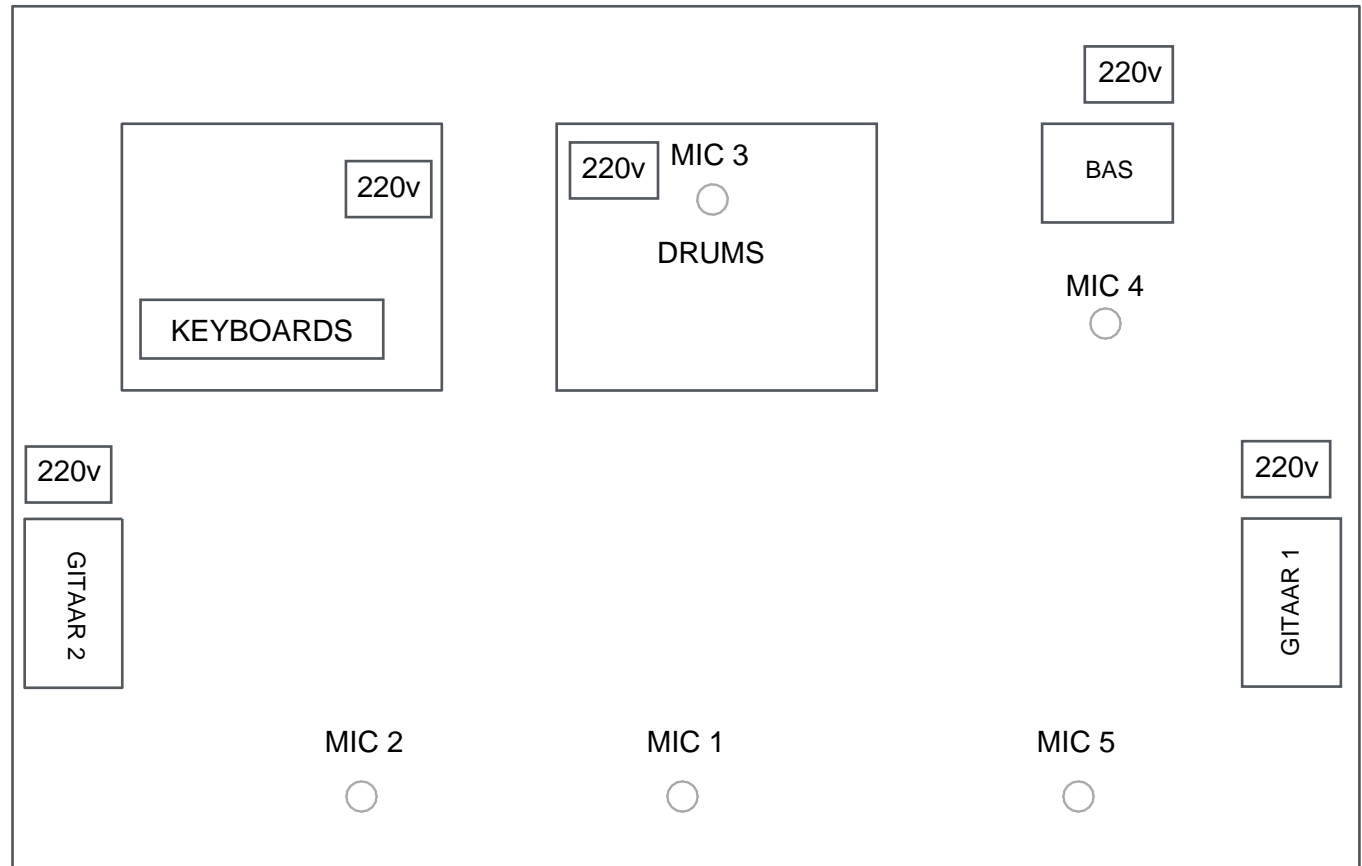 220v
220v
MIC 3
220v
BAS
DRUMS
MIC 4
KEYBOARDS
220v
220v
GITAAR 2
GITAAR 1
MIC 2
MIC 1
MIC 5